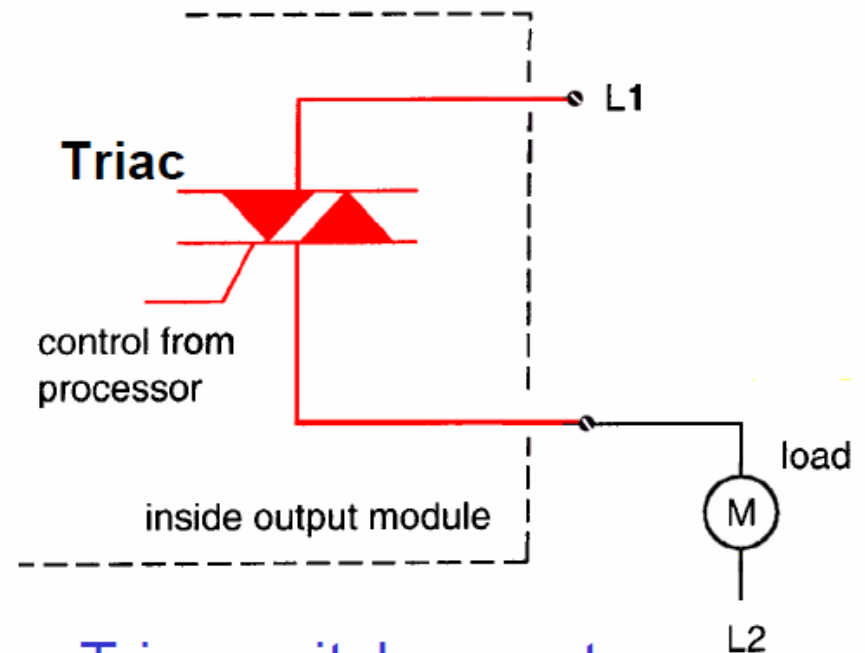 L1
Triac
control from
processor
load
M
inside output module
L2